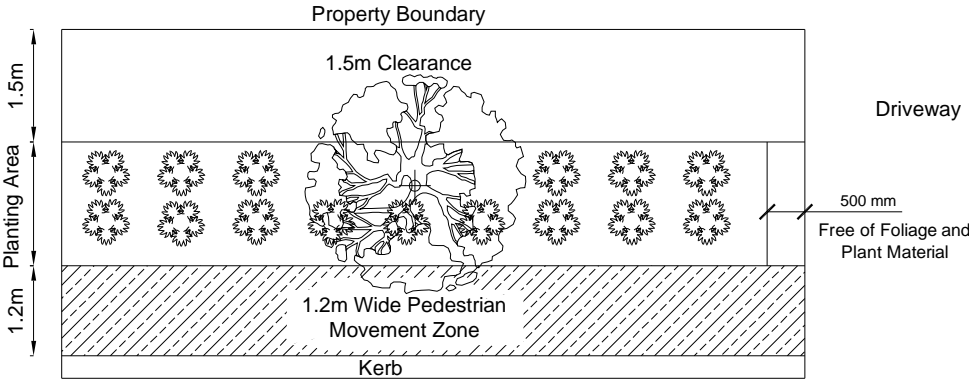 Property Boundary
1.5m
1.5m Clearance
Driveway
Planting Area
500 mm
Free of Foliage and
Plant Material
1.2m
1.2m Wide Pedestrian
Movement Zone
Kerb